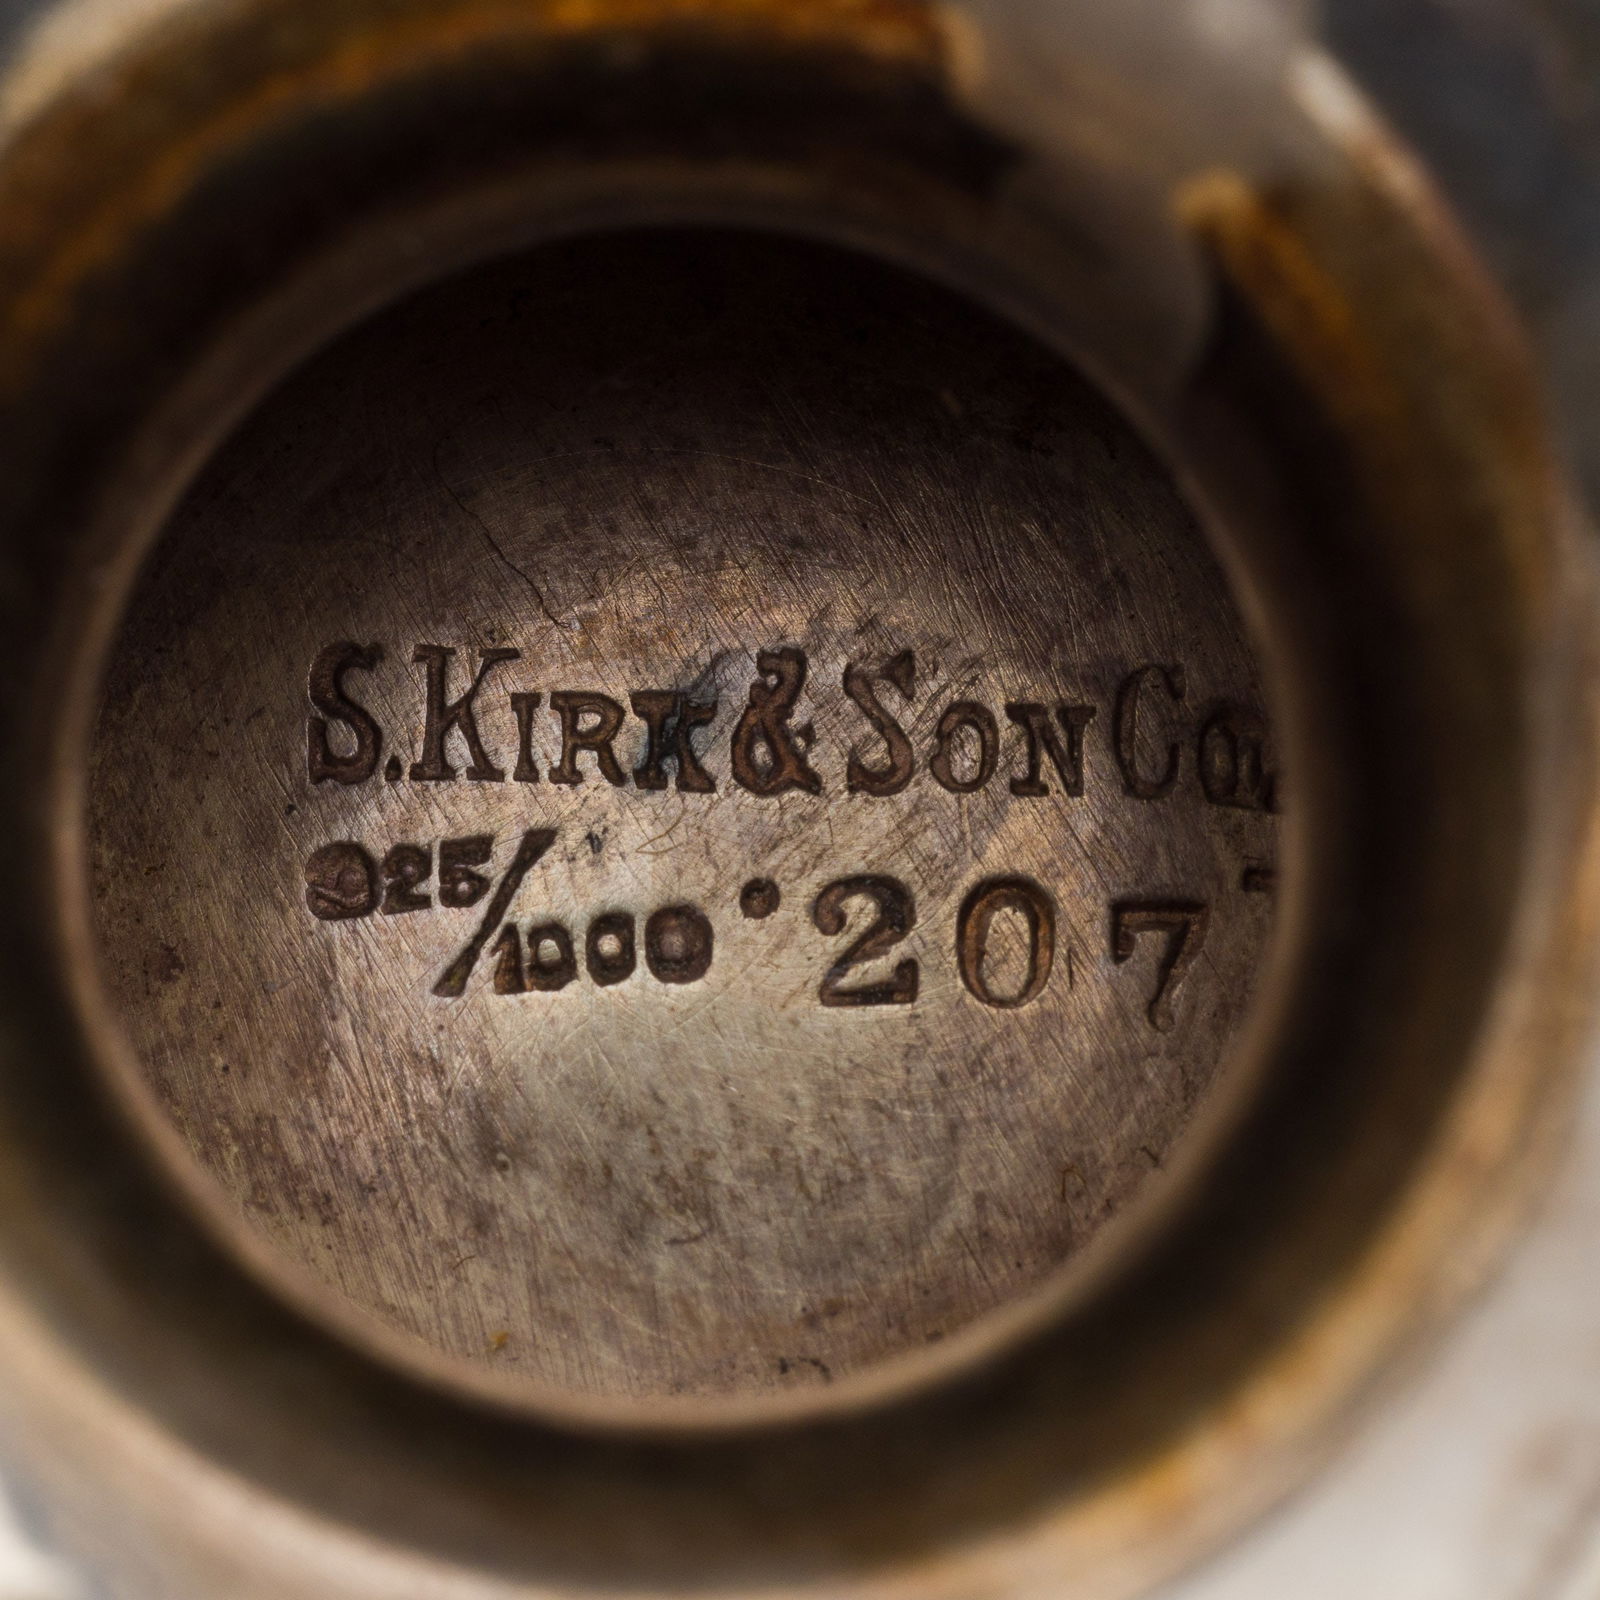 S. KIRK & SON Co.
925/1000 · 207